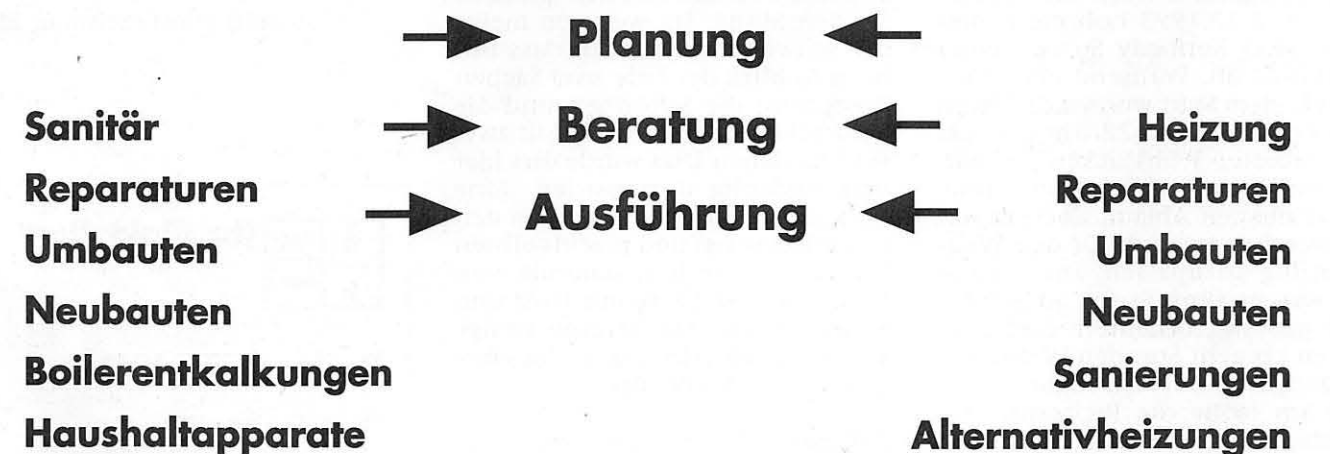 Planung
Sanitär Beratung Heizung
Reparaturen Ausführung Reparaturen
Umbauten Umbauten
Neubauten Neubauten
Boilerentkalkungen Sanierungen
Haushaltapparate Alternativheizungen